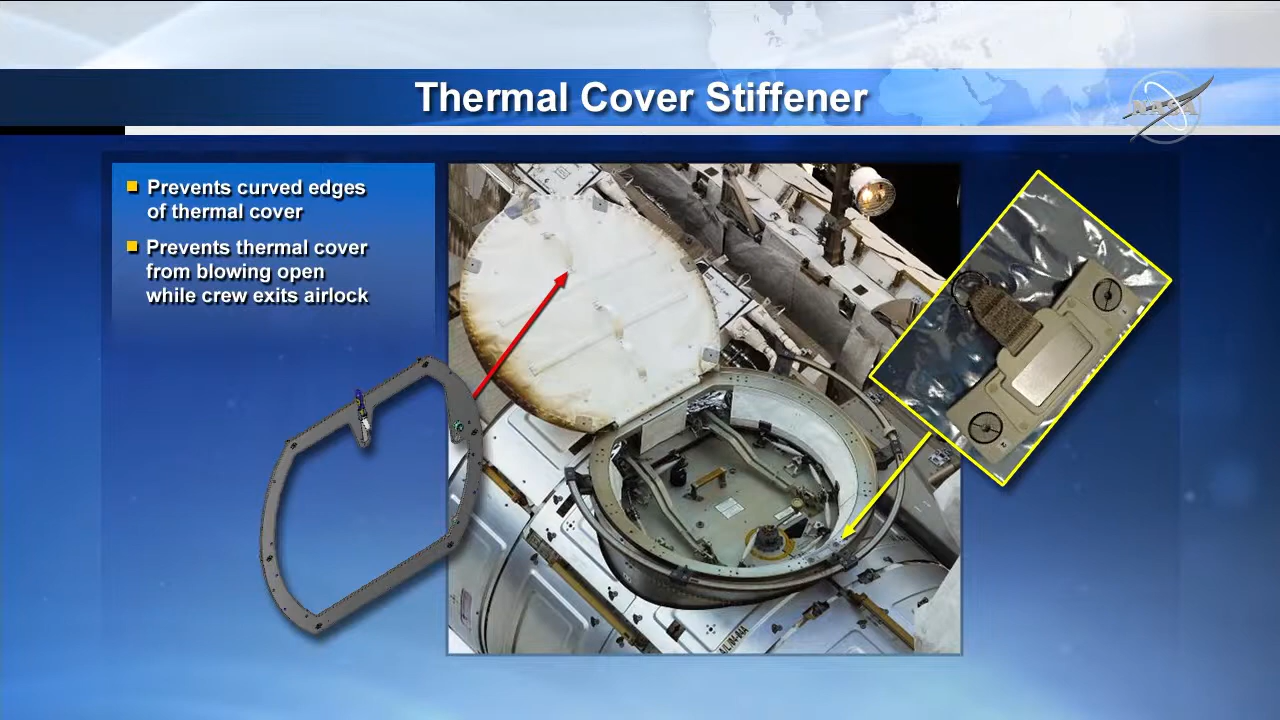 Thermal Cover Stiffener
NASA
Prevents curved edges
of thermal cover
Prevents thermal cover
from blowing open
while crew exits airlock